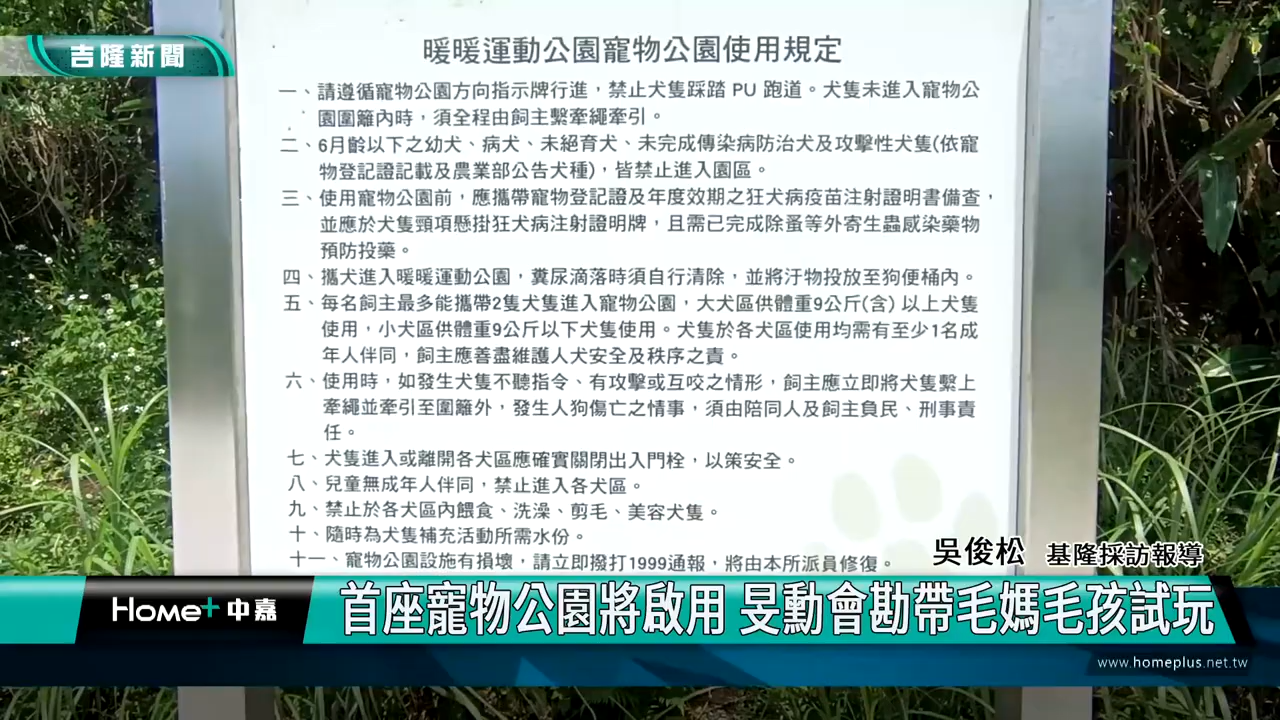 吉隆新聞
暖暖運動公園寵物公園使用規定
一、請遵循寵物公園方向指示牌行進，禁止犬隻踩踏 PU 跑道。犬隻未進入寵物公
園圍籬內時，須全程由飼主繫牽繩牽引。
二、6月齡以下之幼犬、病犬、未絕育犬、未完成傳染病防治犬及攻擊性犬隻(依寵
物登記證記載及農業部公告犬種)，皆禁止進入園區。
三、使用寵物公園前，應攜帶寵物登記證及年度效期之狂犬病疫苗注射證明書備查，
並應於犬隻頸項懸掛狂犬病注射證明牌，且需已完成除蚤等外寄生蟲感染藥物
預防投藥。
四、攜犬進入暖暖運動公園，糞尿滴落時須自行清除，並將汙物投放至狗便桶內。
五、每名飼主最多能攜帶2隻犬隻進入寵物公園，大犬區供體重9公斤(含) 以上犬隻
使用，小犬區供體重9公斤以下犬隻使用。犬隻於各犬區使用均需有至少1名成
年人伴同，飼主應善盡維護人犬安全及秩序之責。
六、使用時，如發生犬隻不聽指令、有攻擊或互咬之情形，飼主應立即將犬隻繫上
牽繩並牽引至圍籬外，發生人狗傷亡之情事，須由陪同人及飼主負民、刑事責
任。
七、犬隻進入或離開各犬區應確實關閉出入門栓，以策安全。
八、兒童無成年人伴同，禁止進入各犬區。
九、禁止於各犬區內餵食、洗澡、剪毛、美容犬隻。
十、隨時為犬隻補充活動所需水份。
十一、寵物公園設施有損壞，請立即撥打1999通報，將由本所派員修復。
吳俊松 基隆採訪報導
Home+中嘉
首座寵物公園將啟用 旻勳會勘帶毛媽毛孩試玩
www.homeplus.net.tw